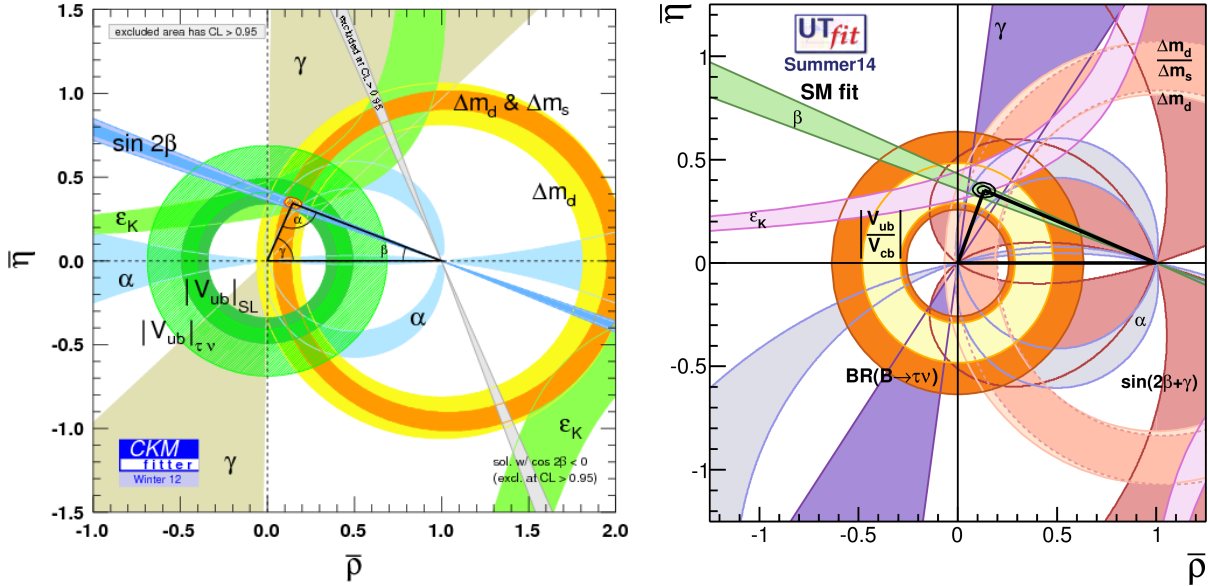 excluded area has CL > 0.95
excluded at CL > 0.95
γ
Δm_d & Δm_s
sin 2β
Δm_d
ε_K
α
γ
β
α
α
|V_ub|_SL
|V_ub|_τν
γ
ε_K
CKM
fitter
Winter 12
sol. w/ cos 2β < 0
(excl. at CL > 0.95)
1.5
1.0
0.5
0.0
-0.5
-1.0
-1.5
-1.0 -0.5 0.0 0.5 1.0 1.5 2.0
η̄
ρ̄
η̄
UTfit
Summer14
SM fit
γ
Δm_d
Δm_s
Δm_d
β
ε_K
|V_ub|
|V_cb|
α
BR(B→τν)
sin(2β+γ)
1
0.5
0
-0.5
-1
-1 -0.5 0 0.5 1
ρ̄